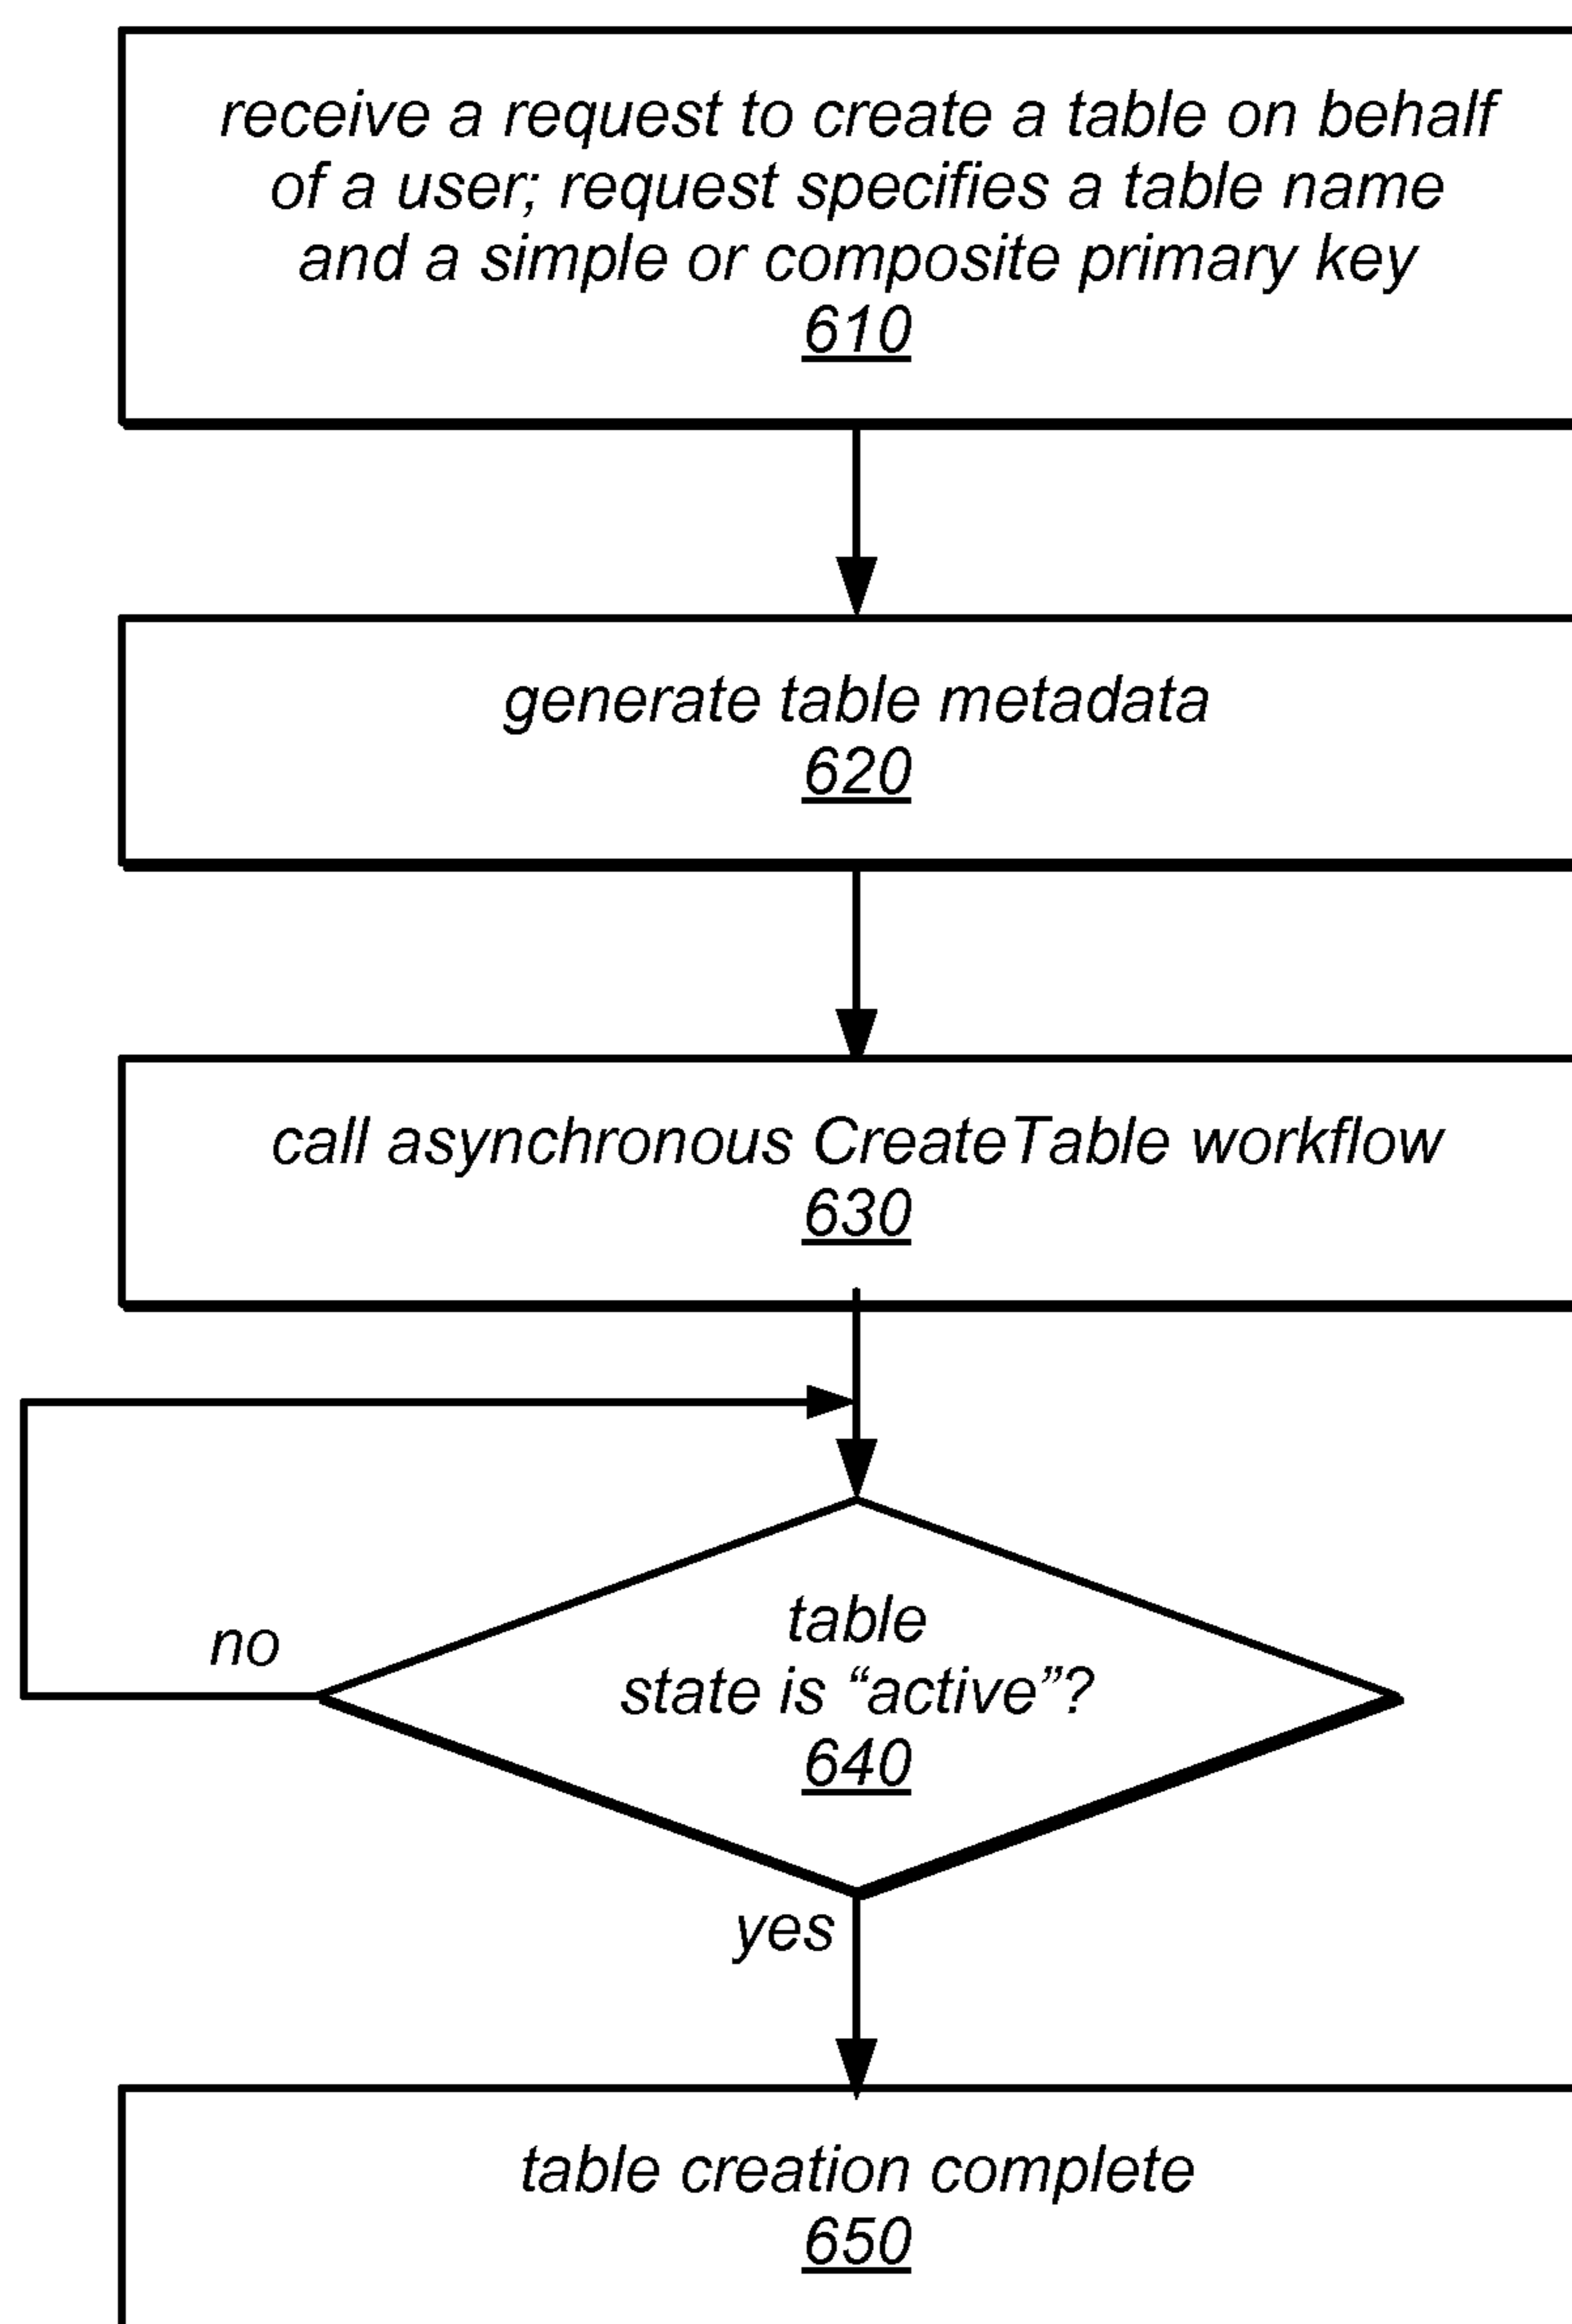 receive a request to create a table on behalf
of a user; request specifies a table name
and a simple or composite primary key
610
generate table metadata
620
call asynchronous CreateTable workflow
630
table
state is “active”?
640
no
yes
table creation complete
650